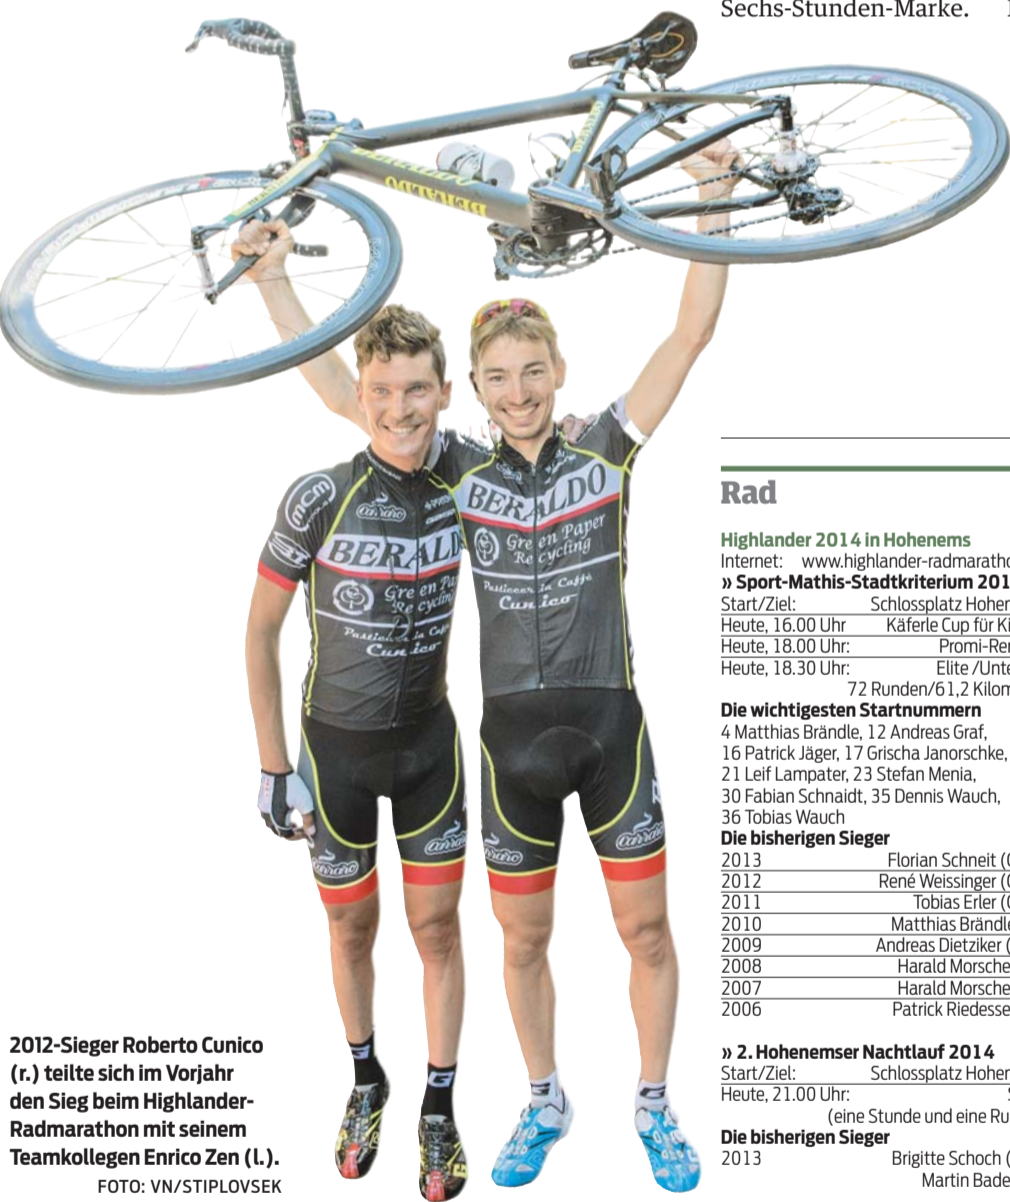 Sechs-Stunden-Marke.
BERALDO
BERALDO
MCM
Carraro
BERALDO
Green Paper
Recycling
Pasticceria Caffè
Cunico
BERALDO
Green Pa
Recycling
Pasticceria Caffè
Cunico
Carraro
Carraro
Carraro
G
G
G
G
2012-Sieger Roberto Cunico
(r.) teilte sich im Vorjahr
den Sieg beim Highlander-
Radmarathon mit seinem
Teamkollegen Enrico Zen (l.).
FOTO: VN/STIPLOVSEK
Rad
Highlander 2014 in Hohenems
Internet: www.highlander-radmaratho
» Sport-Mathis-Stadtkriterium 201
Start/Ziel: Schlossplatz Hohen
Heute, 16.00 Uhr Käferle Cup für Ki
Heute, 18.00 Uhr: Promi-Re
Heute, 18.30 Uhr: Elite /Unte
72 Runden/61,2 Kilom
Die wichtigesten Startnummern
4 Matthias Brändle, 12 Andreas Graf,
16 Patrick Jäger, 17 Grischa Janorschke,
21 Leif Lampater, 23 Stefan Menia,
30 Fabian Schnaidt, 35 Dennis Wauch,
36 Tobias Wauch
Die bisherigen Sieger
2013 Florian Schneit (
2012 René Weissinger (
2011 Tobias Erler (
2010 Matthias Brändle
2009 Andreas Dietziker (
2008 Harald Morsche
2007 Harald Morsche
2006 Patrick Riedesse
» 2. Hohenemser Nachtlauf 2014
Start/Ziel: Schlossplatz Hohen
Heute, 21.00 Uhr: S
(eine Stunde und eine Ru
Die bisherigen Sieger
2013 Brigitte Schoch (
Martin Bade